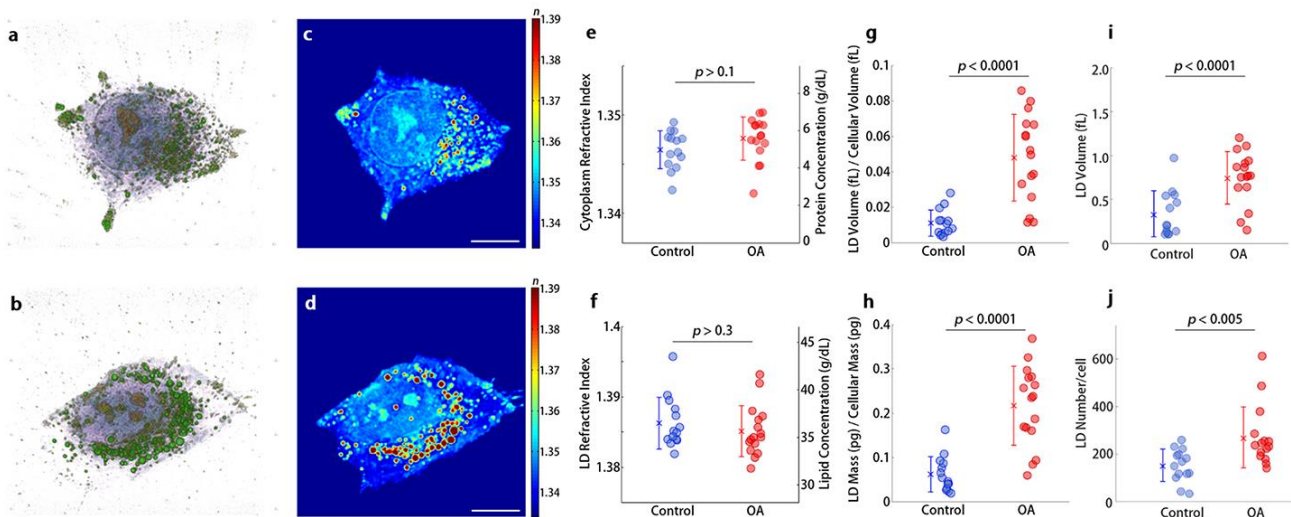 a
c
n
1.39
1.38
1.37
1.36
1.35
1.34
e
p > 0.1
Cytoplasm Refractive Index
1.35
1.34
8
6
4
2
0
Protein Concentration (g/dL)
Control
OA
g
p < 0.0001
LD Volume (fL) / Cellular Volume (fL)
0.1
0.08
0.06
0.04
0.02
0
Control
OA
i
p < 0.0001
LD Volume (fL)
2.0
1.5
1.0
0.5
0
Control
OA
b
d
n
1.39
1.38
1.37
1.36
1.35
1.34
f
p > 0.3
LD Refractive Index
1.4
1.39
1.38
45
40
35
30
Lipid Concentration (g/dL)
Control
OA
h
p < 0.0001
LD Mass (pg) / Cellular Mass (pg)
0.4
0.3
0.2
0.1
0
Control
OA
j
p < 0.005
LD Number/cell
600
400
200
0
Control
OA